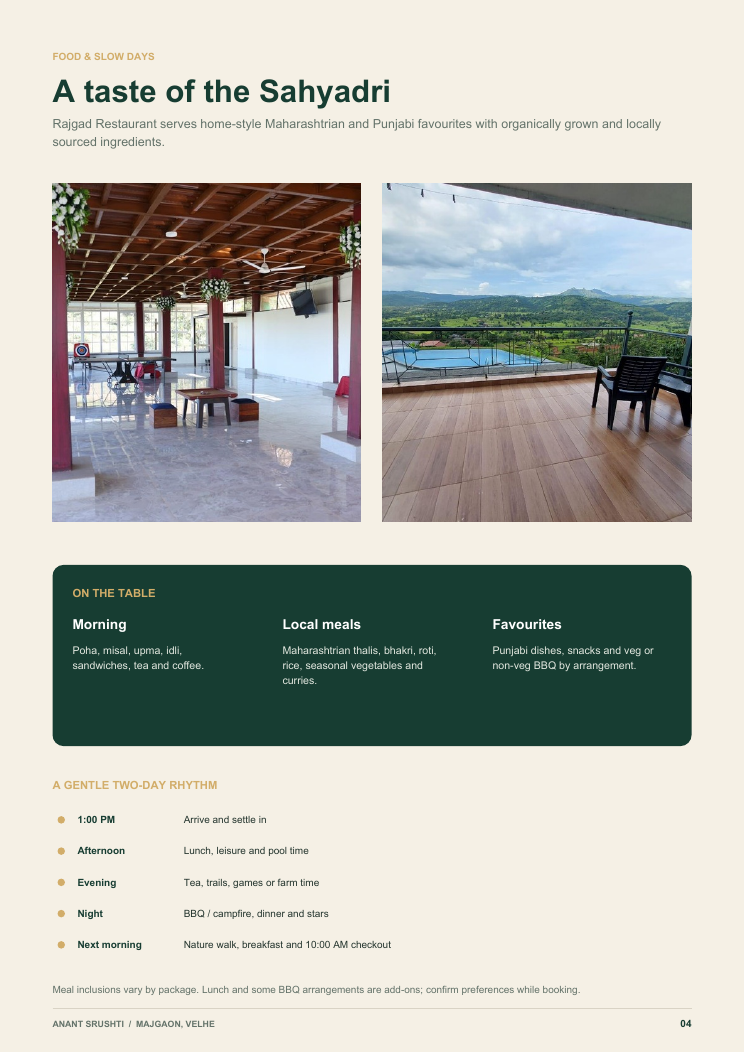 FOOD & SLOW DAYS
A taste of the Sahyadri
Rajgad Restaurant serves home-style Maharashtrian and Punjabi favourites with organically grown and locally
sourced ingredients.
ON THE TABLE
Morning
Poha, misal, upma, idli,
sandwiches, tea and coffee.
Local meals
Maharashtrian thalis, bhakri, roti,
rice, seasonal vegetables and
curries.
Favourites
Punjabi dishes, snacks and veg or
non-veg BBQ by arrangement.
A GENTLE TWO-DAY RHYTHM
1:00 PM Arrive and settle in
Afternoon Lunch, leisure and pool time
Evening Tea, trails, games or farm time
Night BBQ / campfire, dinner and stars
Next morning Nature walk, breakfast and 10:00 AM checkout
Meal inclusions vary by package. Lunch and some BBQ arrangements are add-ons; confirm preferences while booking.
ANANT SRUSHTI / MAJGAON, VELHE 04